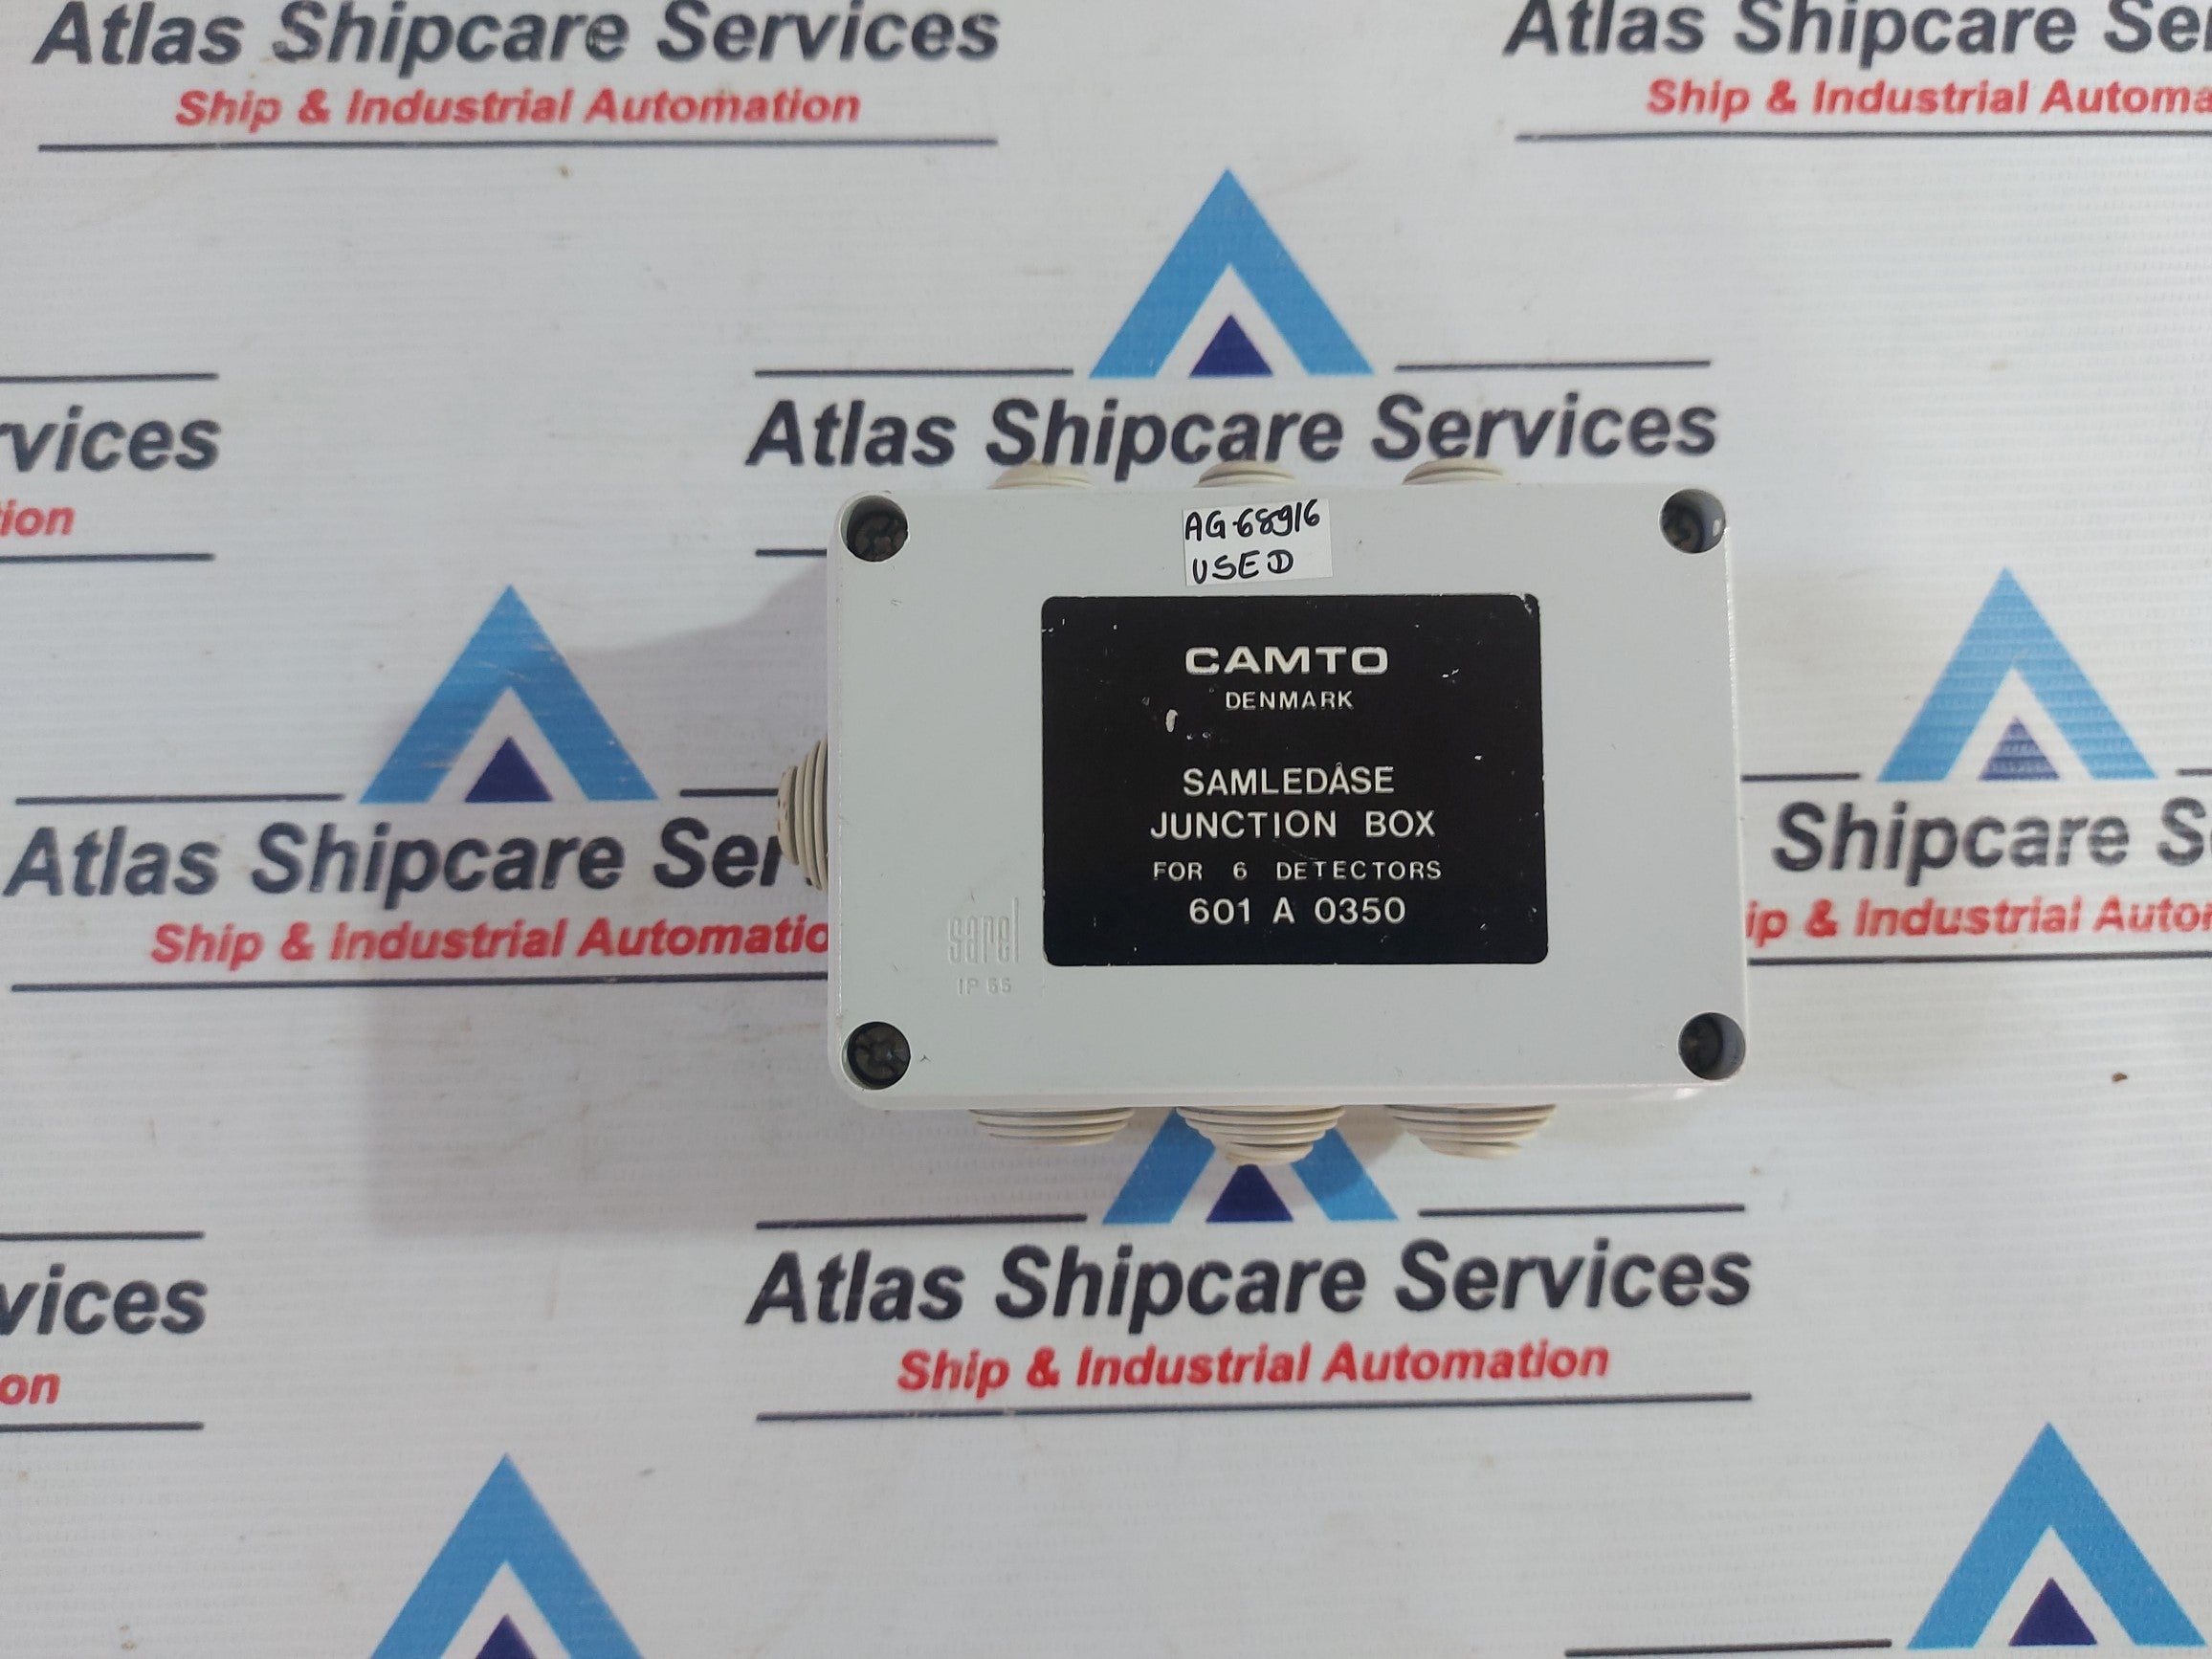 Atlas Shipcare Services
Ship & Industrial Automation
Atlas Shipcare Se
Ship & Industrial Automa
vices
ion
Atlas Shipcare Services
AG-68916
USED
CAMTO
DENMARK
SAMLEDÅSE
JUNCTION BOX
FOR 6 DETECTORS
601 A 0350
sarel
IP 55
Atlas Shipcare Ser
Ship & Industrial Automatio
Shipcare S
ip & Industrial Autor
vices
on
Atlas Shipcare Services
Ship & Industrial Automation